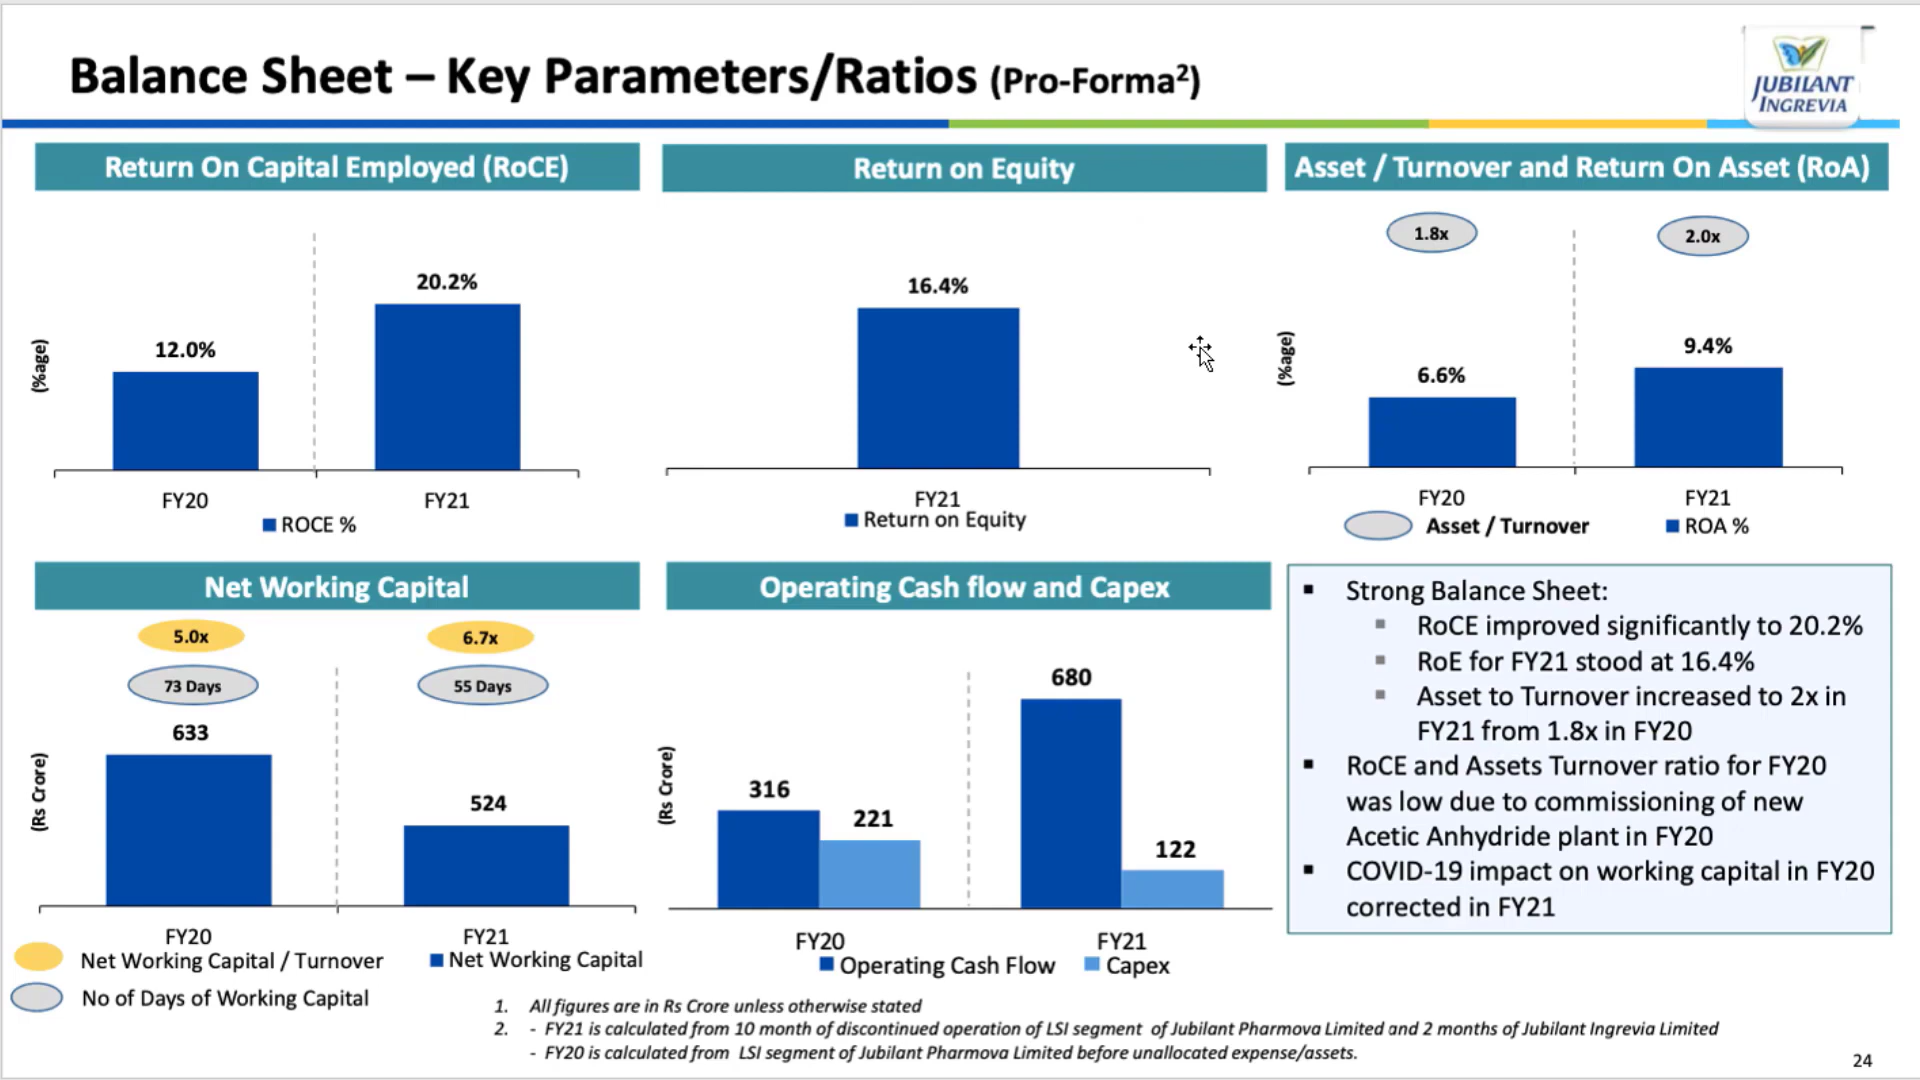 Balance Sheet – Key Parameters/Ratios (Pro-Forma²)
JUBILANT
INGREVIA
Return On Capital Employed (RoCE)
(%age)
12.0%
20.2%
FY20
FY21
ROCE %
Return on Equity
16.4%
FY21
Return on Equity
Asset / Turnover and Return On Asset (RoA)
1.8x
2.0x
(%age)
6.6%
9.4%
FY20
FY21
Asset / Turnover
ROA %
Net Working Capital
5.0x
6.7x
73 Days
55 Days
(Rs Crore)
633
524
FY20
FY21
Net Working Capital / Turnover
Net Working Capital
No of Days of Working Capital
Operating Cash flow and Capex
(Rs Crore)
316
221
680
122
FY20
FY21
Operating Cash Flow
Capex
▪ Strong Balance Sheet:
▪ RoCE improved significantly to 20.2%
▪ RoE for FY21 stood at 16.4%
▪ Asset to Turnover increased to 2x in
FY21 from 1.8x in FY20
▪ RoCE and Assets Turnover ratio for FY20
was low due to commissioning of new
Acetic Anhydride plant in FY20
▪ COVID-19 impact on working capital in FY20
corrected in FY21
1. All figures are in Rs Crore unless otherwise stated
2. - FY21 is calculated from 10 month of discontinued operation of LSI segment of Jubilant Pharmova Limited and 2 months of Jubilant Ingrevia Limited
- FY20 is calculated from LSI segment of Jubilant Pharmova Limited before unallocated expense/assets.
24